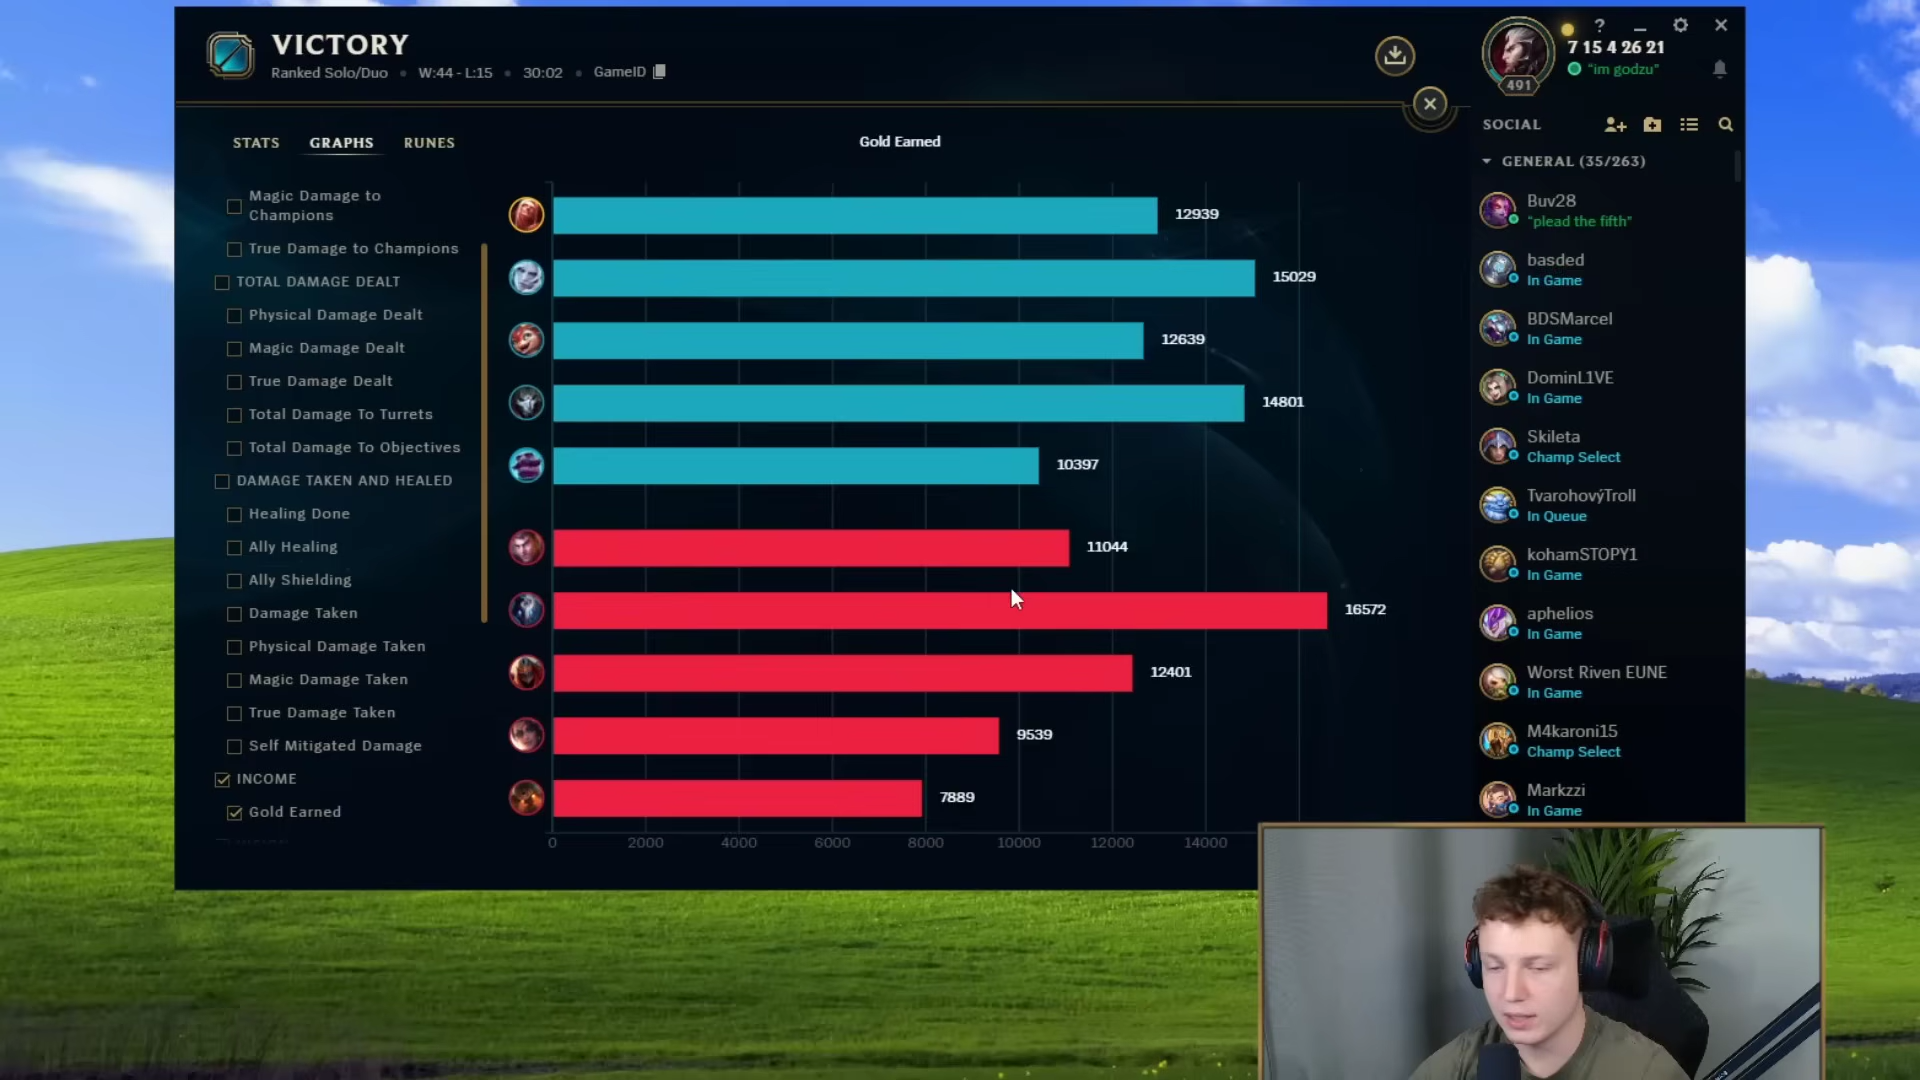 VICTORY
Ranked Solo/Duo • W:44 - L:15 • 30:02 • GameID
?
7 15 4 26 21
"im godzu"
491
STATS
GRAPHS
RUNES
Gold Earned
SOCIAL
GENERAL (35/263)
Magic Damage to
Champions
True Damage to Champions
TOTAL DAMAGE DEALT
Physical Damage Dealt
Magic Damage Dealt
True Damage Dealt
Total Damage To Turrets
Total Damage To Objectives
DAMAGE TAKEN AND HEALED
Healing Done
Ally Healing
Ally Shielding
Damage Taken
Physical Damage Taken
Magic Damage Taken
True Damage Taken
Self Mitigated Damage
INCOME
Gold Earned
12939
15029
12639
14801
10397
11044
16572
12401
9539
7889
0
2000
4000
6000
8000
10000
12000
14000
Buv28
"plead the fifth"
basded
In Game
BDSMarcel
In Game
DominL1VE
In Game
Skileta
Champ Select
TvarohovýTroll
In Queue
kohamSTOPY1
In Game
aphelios
In Game
Worst Riven EUNE
In Game
M4karoni15
Champ Select
Markzzi
In Game